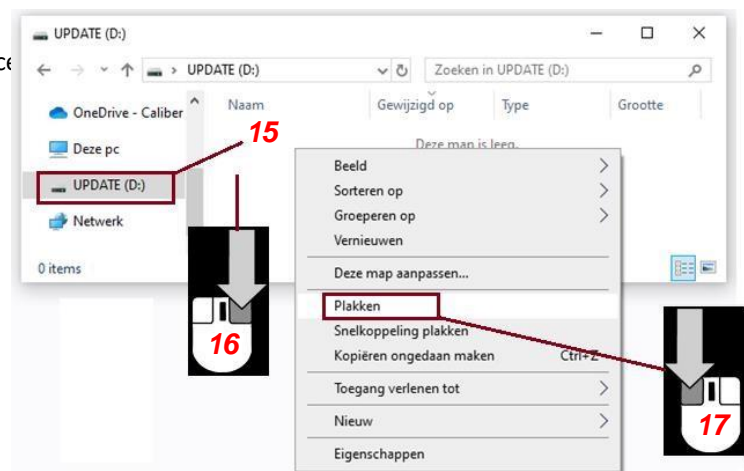 UPDATE (D:)
ce
UPDATE (D:)
Zoeken in UPDATE (D:)
OneDrive - Caliber
Naam Gewijzigd op Type Grootte
15
Deze pc
Deze map is leeg.
UPDATE (D:)
Netwerk
0 items
Beeld
Sorteren op
Groeperen op
Vernieuwen
Deze map aanpassen...
Plakken
Snelkoppeling plakken
Kopiëren ongedaan maken Ctrl+Z
Toegang verlenen tot
Nieuw
Eigenschappen
16
17